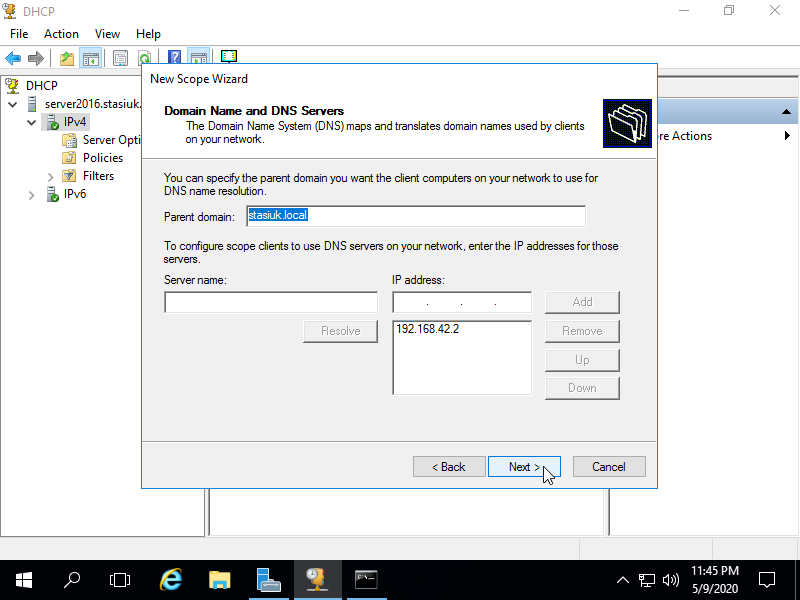 DHCP
File Action View Help
DHCP
server2016.stasiuk.
IPv4
Server Opti
Policies
Filters
IPv6
New Scope Wizard
Domain Name and DNS Servers
The Domain Name System (DNS) maps and translates domain names used by clients
on your network.
You can specify the parent domain you want the client computers on your network to use for
DNS name resolution.
Parent domain: stasiuk.local
To configure scope clients to use DNS servers on your network, enter the IP addresses for those
servers.
Server name: IP address:
. . . Add
Resolve 192.168.42.2 Remove
Up
Down
< Back Next > Cancel
re Actions
11:45 PM
5/9/2020